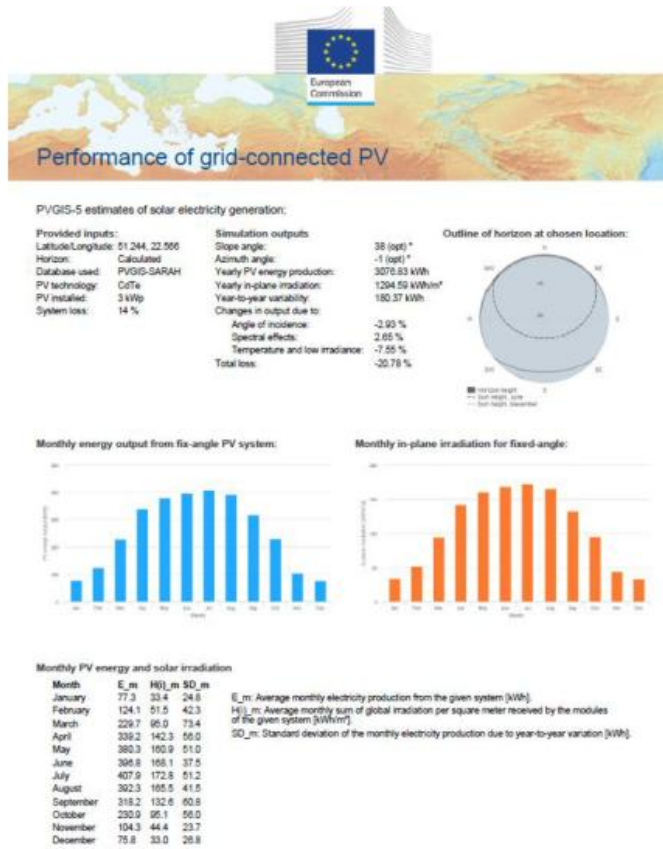 European
Commission
Performance of grid-connected PV
PVGIS-5 estimates of solar electricity generation:
Provided inputs:
Latitude/Longitude: 51.244, 22.566
Horizon: Calculated
Database used: PVGIS-SARAH
PV technology: CdTe
PV installed: 3 kWp
System loss: 14 %
Simulation outputs
Slope angle: 38 (opt) °
Azimuth angle: -1 (opt) °
Yearly PV energy production: 3076.83 kWh
Yearly in-plane irradiation: 1294.59 kWh/m²
Year-to-year variability: 180.37 kWh
Changes in output due to:
Angle of incidence: -2.93 %
Spectral effects: 2.65 %
Temperature and low irradiance: -7.55 %
Total loss: -20.78 %
Outline of horizon at chosen location:
Horizon height
Sun height, June
Sun height, December
Monthly energy output from fix-angle PV system:
Monthly in-plane irradiation for fixed-angle:
Monthly PV energy and solar irradiation
Month E_m H(i)_m SD_m
January 77.3 33.4 24.8
February 124.1 51.5 42.3
March 229.7 95.0 73.4
April 339.2 142.3 56.0
May 380.3 160.9 51.0
June 396.8 168.1 37.5
July 407.9 172.8 51.2
August 392.3 165.5 41.5
September 318.2 132.6 60.8
October 230.9 95.1 56.0
November 104.3 44.4 23.7
December 75.8 33.0 26.8
E_m: Average monthly electricity production from the given system [kWh].
H(i)_m: Average monthly sum of global irradiation per square meter received by the modules
of the given system [kWh/m²].
SD_m: Standard deviation of the monthly electricity production due to year-to-year variation [kWh].